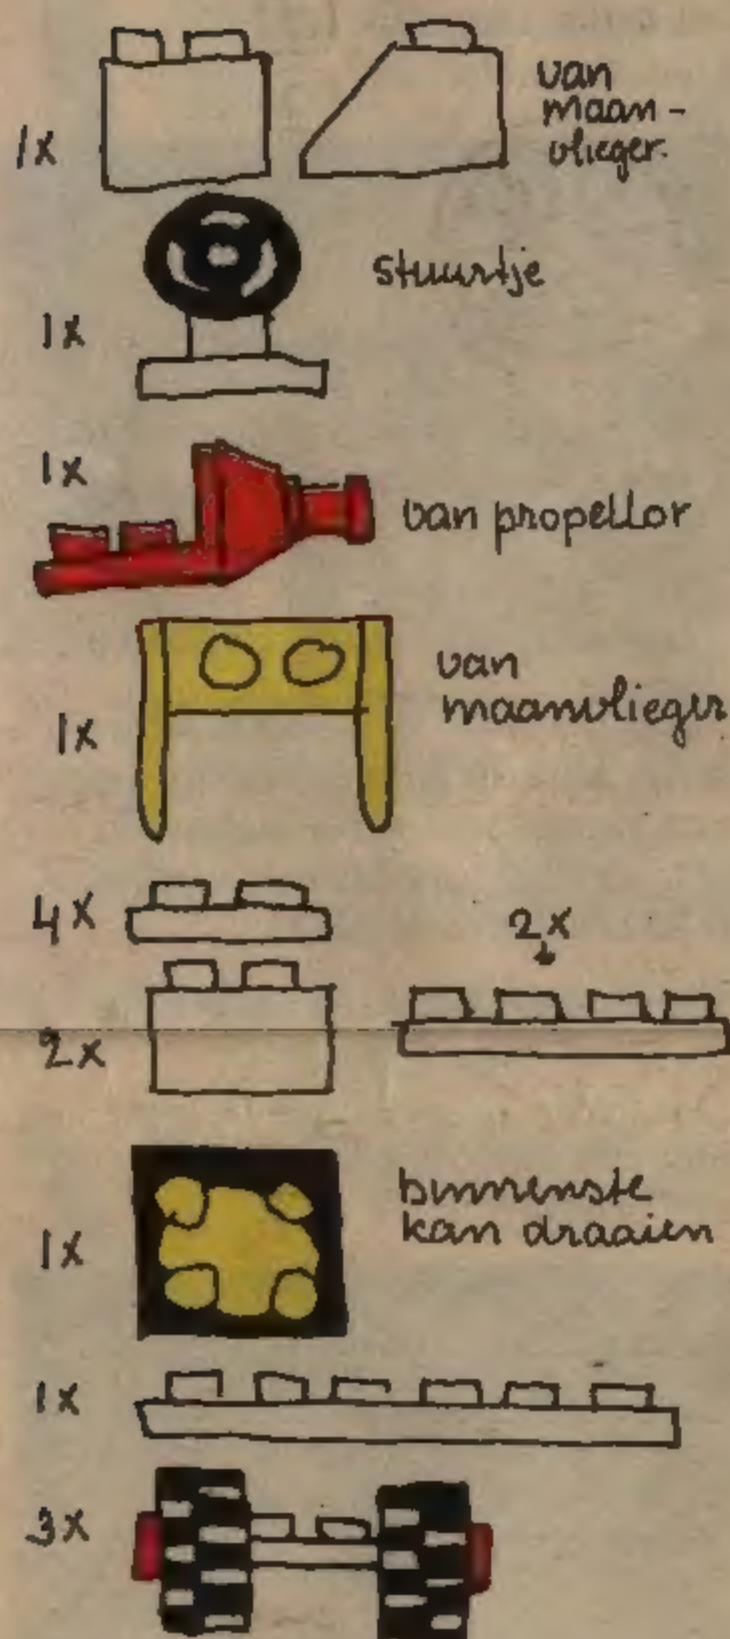 van
maan-
vlieger.
1x
stuurtje
1x
1x
van propellor
van
maanvlieger
1x
4x
2x
2x
binnenste
kan draaien
1x
1x
3x